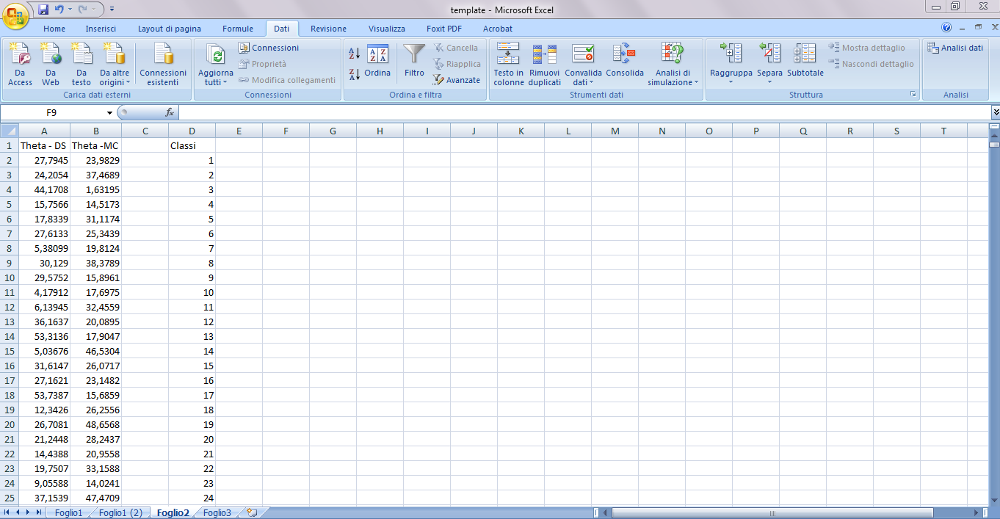 template - Microsoft Excel
Home Inserisci Layout di pagina Formule Dati Revisione Visualizza Foxit PDF Acrobat
Da Access
Da Web
Da testo
Da altre origini
Connessioni esistenti
Carica dati esterni
Aggiorna tutti
Connessioni
Proprietà
Modifica collegamenti
Connessioni
Ordina
Filtro
Cancella
Riapplica
Avanzate
Ordina e filtra
Testo in colonne
Rimuovi duplicati
Convalida dati
Consolida
Analisi di simulazione
Strumenti dati
Raggruppa
Separa
Subtotale
Mostra dettaglio
Nascondi dettaglio
Struttura
Analisi dati
Analisi
F9 fx
A B C D E F G H I J K L M N O P Q R S T
1 Theta - DS Theta -MC Classi
2 27,7945 23,9829 1
3 24,2054 37,4689 2
4 44,1708 1,63195 3
5 15,7566 14,5173 4
6 17,8339 31,1174 5
7 27,6133 25,3439 6
8 5,38099 19,8124 7
9 30,129 38,3789 8
10 29,5752 15,8961 9
11 4,17912 17,6975 10
12 6,13945 32,4559 11
13 36,1637 20,0895 12
14 53,3136 17,9047 13
15 5,03676 46,5304 14
16 31,6147 26,0717 15
17 27,1621 23,1482 16
18 53,7387 15,6859 17
19 12,3426 26,2556 18
20 26,7081 48,6568 19
21 21,2448 28,2437 20
22 14,4388 20,9558 21
23 19,7507 33,1588 22
24 9,05588 14,0241 23
25 37,1539 47,4709 24
Foglio1 Foglio1 (2) Foglio2 Foglio3